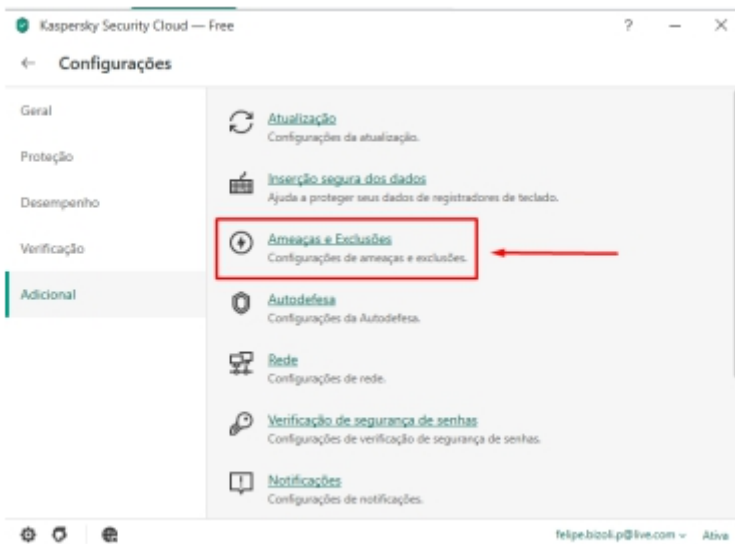 Kaspersky Security Cloud — Free
Configurações
Geral
Proteção
Desempenho
Verificação
Adicional
Atualização
Configurações da atualização.
Inserção segura dos dados
Ajuda a proteger seus dados de registradores de teclado.
Ameaças e Exclusões
Configurações de ameaças e exclusões.
Autodefesa
Configurações da Autodefesa.
Rede
Configurações de rede.
Verificação de segurança de senhas
Configurações de verificação de segurança de senhas.
Notificações
Configurações de notificações.
felipe.bizoli.p@live.com
Ativa